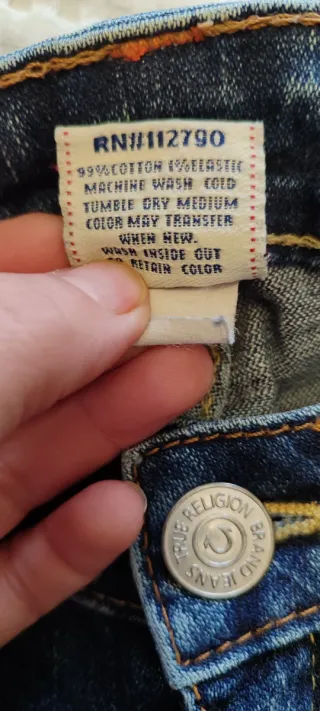 RN#112790
99%COTTON 1%ELASTIC
MACHINE WASH COLD
TUMBLE DRY MEDIUM
COLOR MAY TRANSFER
WHEN NEW.
WASH INSIDE OUT
TO RETAIN COLOR
TRUE RELIGION BRAND JEANS